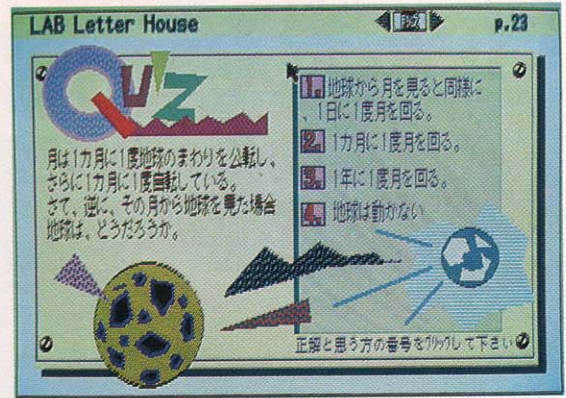 LAB Letter House
p.23
QUIZ
月は1カ月に1度地球のまわりを公転し、
さらに1カ月に1度自転している。
さて、逆に、その月から地球を見た場合
地球は、どうだろうか。
1. 地球から月を見ると同様に
、1日に1度月を回る。
2. 1カ月に1度月を回る。
3. 1年に1度月を回る。
4. 地球は動かない
正解と思う方の番号をクリックして下さい